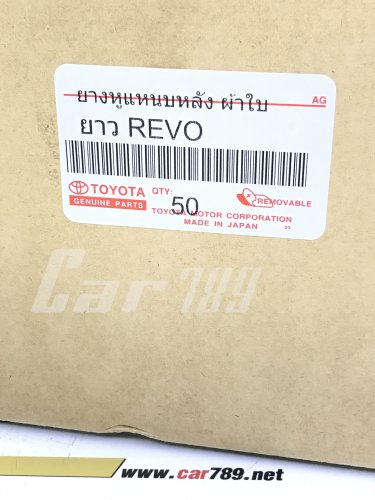 ยางหูแหนบหลัง ผ้าใบ AG
ยาว REVO
TOYOTA QTY: 50 REMOVABLE
GENUINE PARTS
TOYOTA MOTOR CORPORATION
MADE IN JAPAN
Car 789
www.car789.net